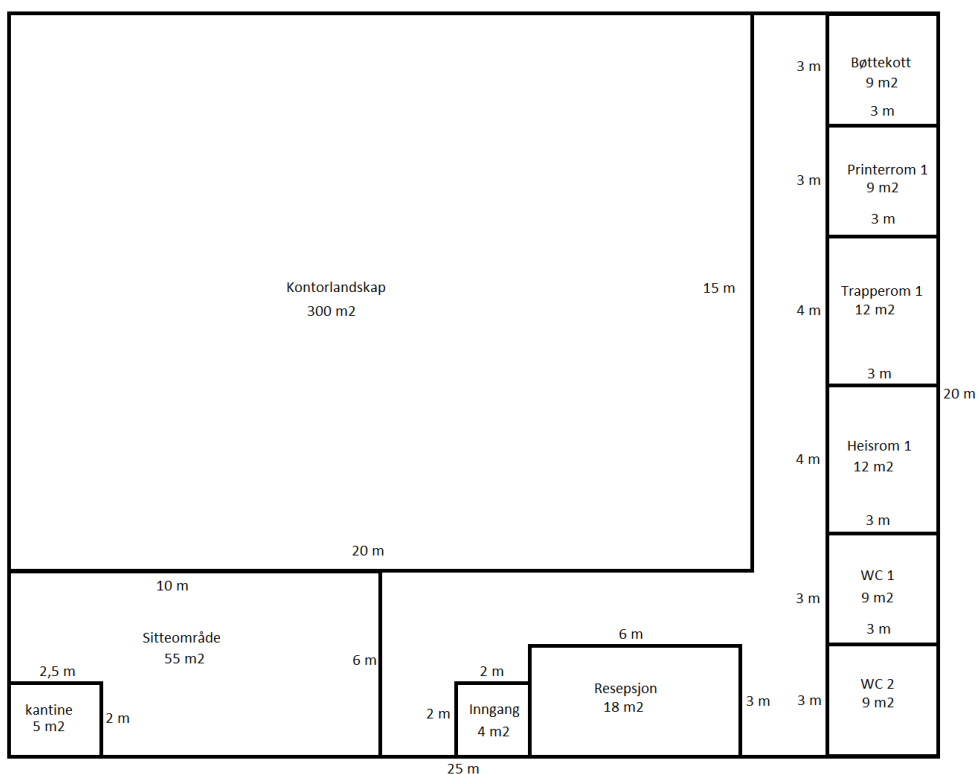 Bøttekott
9 m2
3 m
3 m
Printerrom 1
9 m2
3 m
3 m
Kontorlandskap
300 m2
15 m
20 m
Trapperom 1
12 m2
4 m
3 m
20 m
Heisrom 1
12 m2
4 m
3 m
10 m
Sitteområde
55 m2
6 m
2,5 m
kantine
5 m2
2 m
2 m
Inngang
4 m2
2 m
6 m
Resepsjon
18 m2
3 m
WC 1
9 m2
3 m
3 m
WC 2
9 m2
3 m
25 m